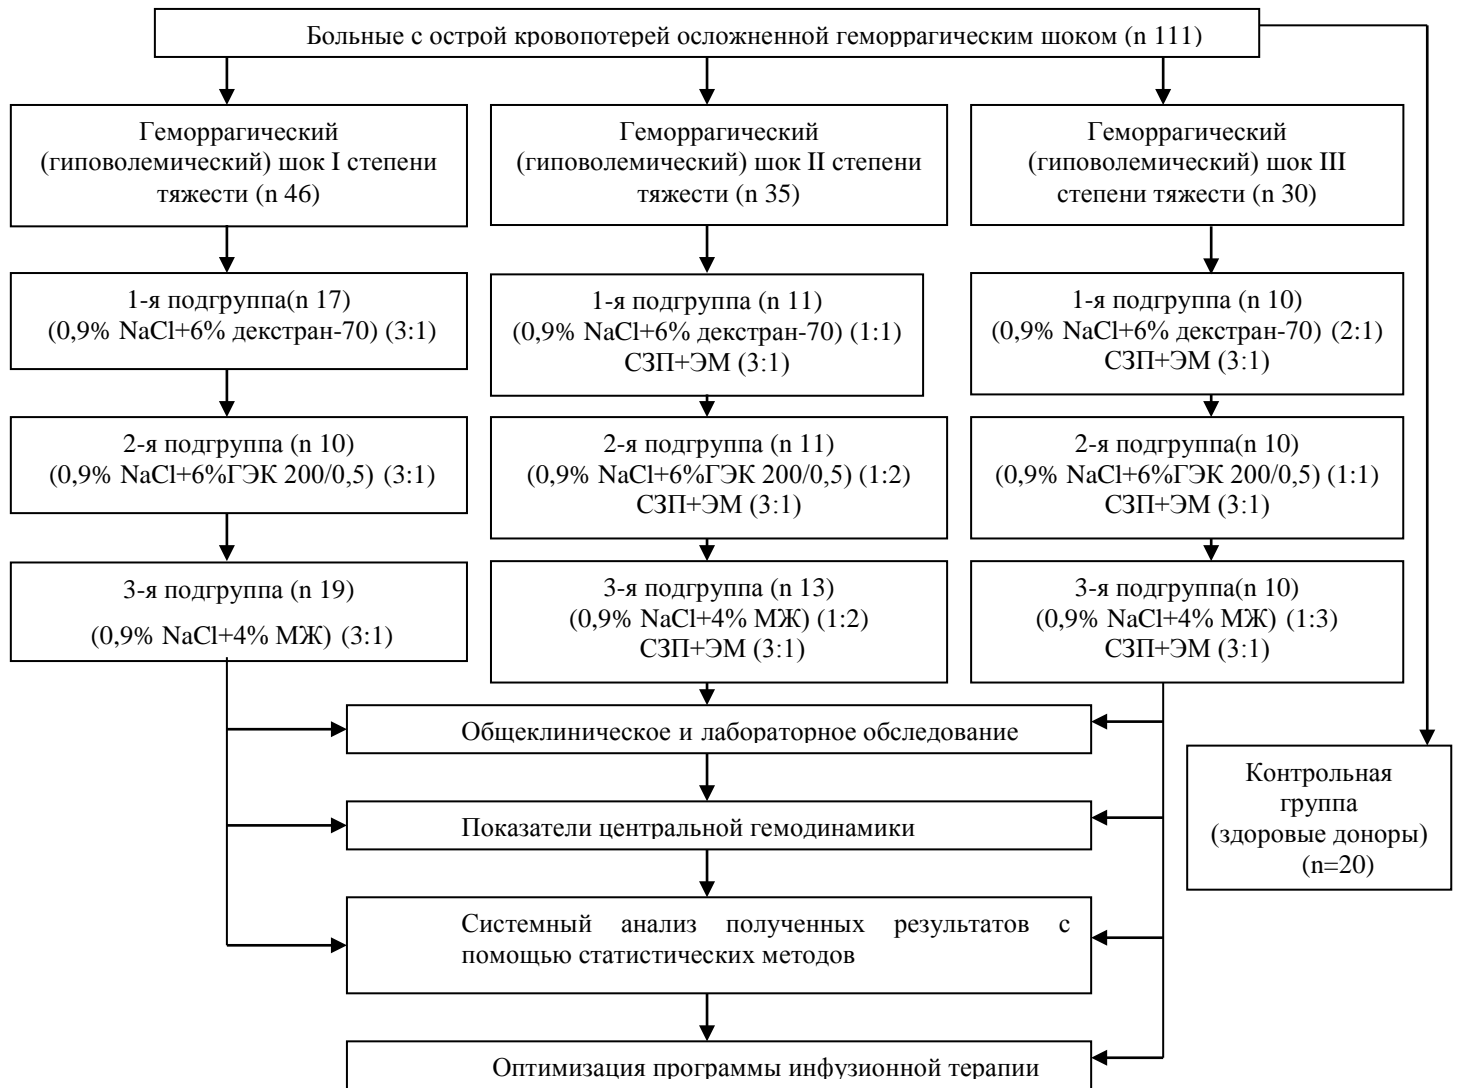 Больные с острой кровопотерей осложненной геморрагическим шоком (n 111)
Геморрагический
(гиповолемический) шок I степени
тяжести (n 46)
Геморрагический
(гиповолемический) шок II степени
тяжести (n 35)
Геморрагический
(гиповолемический) шок III
степени тяжести (n 30)
1-я подгруппа(n 17)
(0,9% NaCl+6% декстран-70) (3:1)
1-я подгруппа (n 11)
(0,9% NaCl+6% декстран-70) (1:1)
СЗП+ЭМ (3:1)
1-я подгруппа (n 10)
(0,9% NaCl+6% декстран-70) (2:1)
СЗП+ЭМ (3:1)
2-я подгруппа (n 10)
(0,9% NaCl+6%ГЭК 200/0,5) (3:1)
2-я подгруппа (n 11)
(0,9% NaCl+6%ГЭК 200/0,5) (1:2)
СЗП+ЭМ (3:1)
2-я подгруппа(n 10)
(0,9% NaCl+6%ГЭК 200/0,5) (1:1)
СЗП+ЭМ (3:1)
3-я подгруппа (n 19)
(0,9% NaCl+4% МЖ) (3:1)
3-я подгруппа (n 13)
(0,9% NaCl+4% МЖ) (1:2)
СЗП+ЭМ (3:1)
3-я подгруппа(n 10)
(0,9% NaCl+4% МЖ) (1:3)
СЗП+ЭМ (3:1)
Общеклиническое и лабораторное обследование
Показатели центральной гемодинамики
Контрольная
группа
(здоровые доноры)
(n=20)
Системный анализ полученных результатов с
помощью статистических методов
Оптимизация программы инфузионной терапии